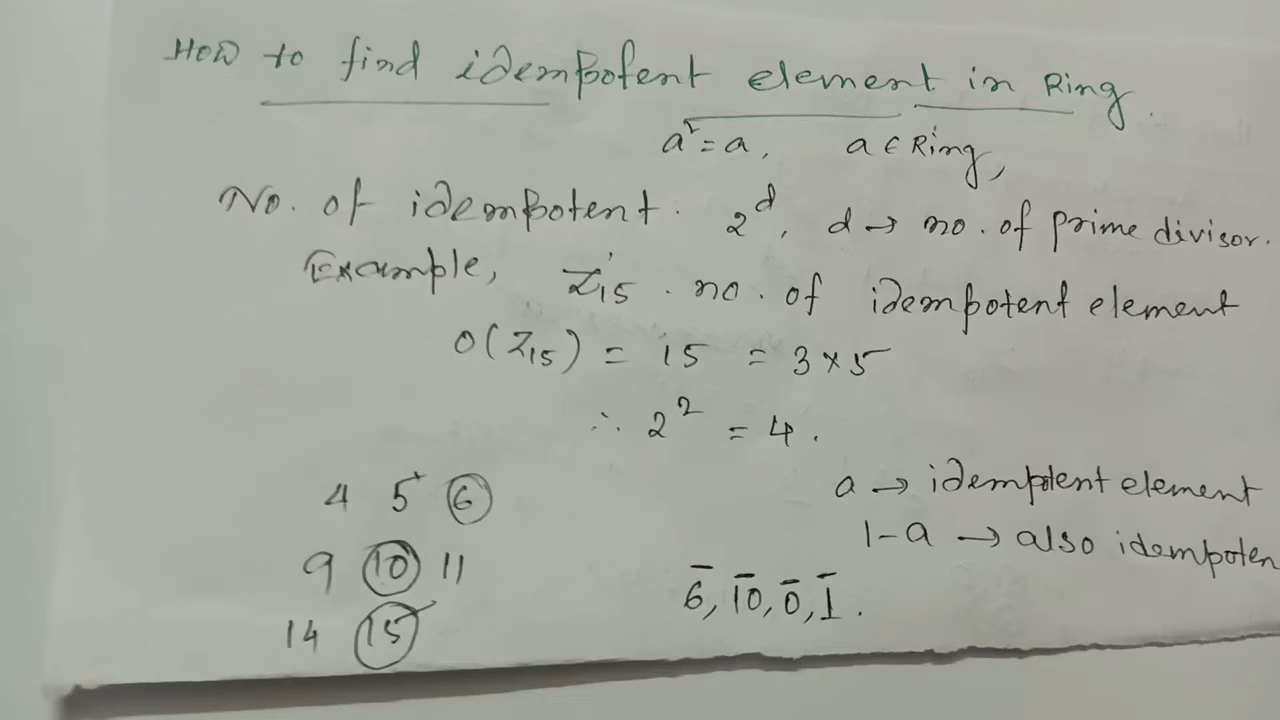 How to find idempotent element in Ring.
a² = a, a ∈ Ring,
No. of idempotent. 2^d, d → no. of prime divisor.
Example, Z₁₅. no. of idempotent element
O(Z₁₅) = 15 = 3 × 5
∴ 2² = 4.
4 5 6
a → idempotent element
1-a → also idempoten
9 10 11
6̄, 1̄0̄, 0̄, 1̄.
14 15